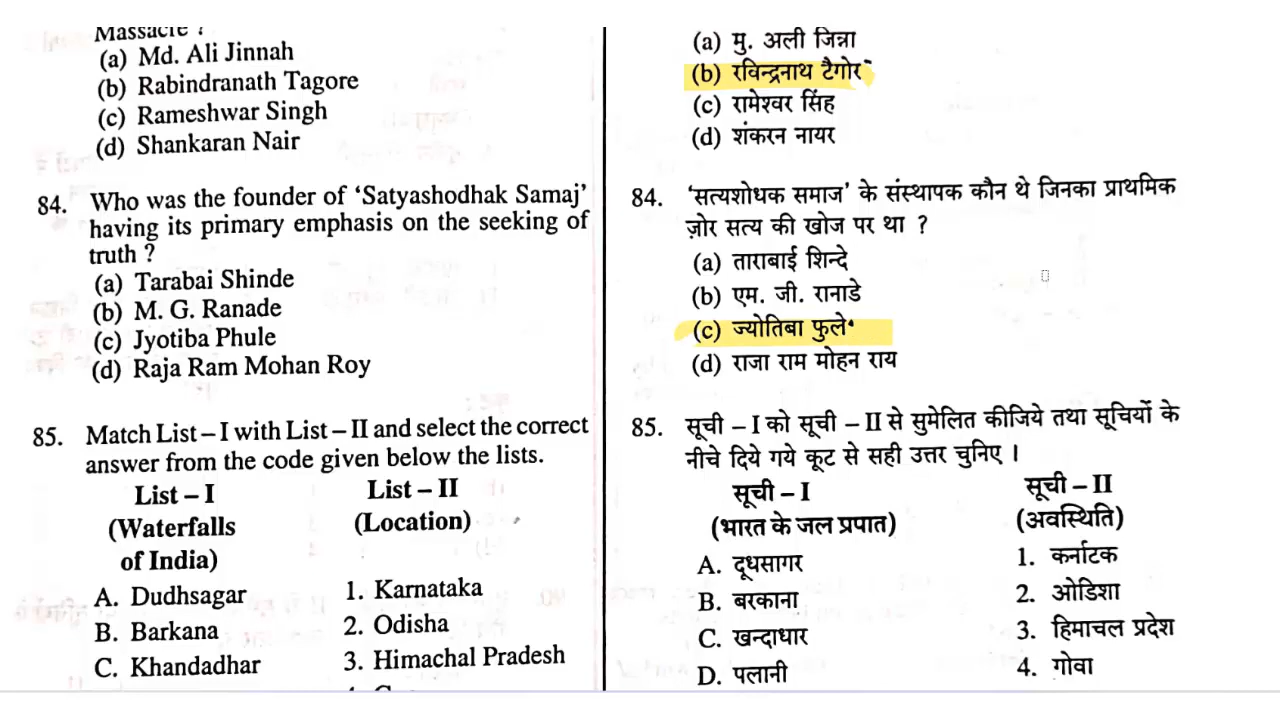 Massacre ?
(a) Md. Ali Jinnah
(b) Rabindranath Tagore
(c) Rameshwar Singh
(d) Shankaran Nair
84. Who was the founder of ‘Satyashodhak Samaj’
having its primary emphasis on the seeking of
truth ?
(a) Tarabai Shinde
(b) M. G. Ranade
(c) Jyotiba Phule
(d) Raja Ram Mohan Roy
85. Match List – I with List – II and select the correct
answer from the code given below the lists.
List – I List – II
(Waterfalls (Location)
of India)
A. Dudhsagar 1. Karnataka
B. Barkana 2. Odisha
C. Khandadhar 3. Himachal Pradesh
(a) मु. अली जिन्ना
(b) रविन्द्रनाथ टैगोर
(c) रामेश्वर सिंह
(d) शंकरन नायर
84. ‘सत्यशोधक समाज’ के संस्थापक कौन थे जिनका प्राथमिक
ज़ोर सत्य की खोज पर था ?
(a) ताराबाई शिन्दे
(b) एम. जी. रानाडे
(c) ज्योतिबा फुले
(d) राजा राम मोहन राय
85. सूची – I को सूची – II से सुमेलित कीजिये तथा सूचियों के
नीचे दिये गये कूट से सही उत्तर चुनिए ।
सूची – I सूची – II
(भारत के जल प्रपात) (अवस्थिति)
A. दूधसागर 1. कर्नाटक
B. बरकाना 2. ओडिशा
C. खन्दाधार 3. हिमाचल प्रदेश
D. पलानी 4. गोवा